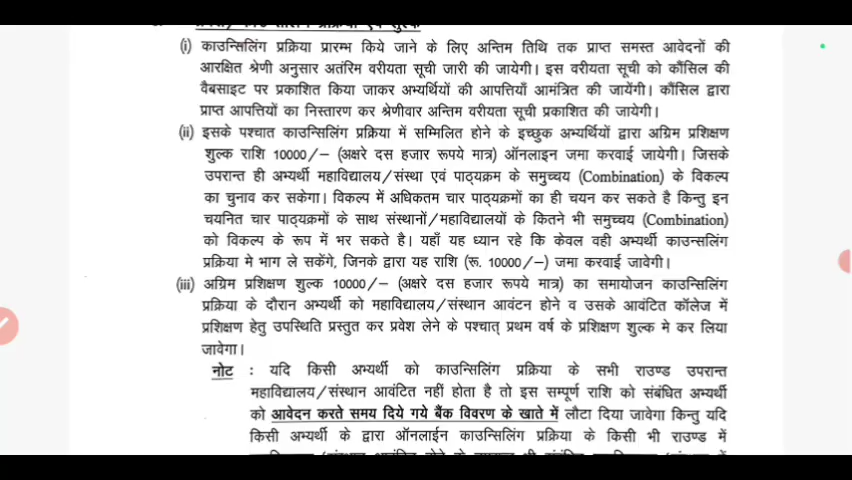 (i) काउन्सिलिंग प्रक्रिया प्रारम्भ किये जाने के लिए अन्तिम तिथि तक प्राप्त समस्त आवेदनों की
आरक्षित श्रेणी अनुसार अंतरिम वरीयता सूची जारी की जायेगी। इस वरीयता सूची को कौंसिल की
वैबसाइट पर प्रकाशित किया जाकर अभ्यर्थियों की आपत्तियाँ आमंत्रित की जायेंगी। कौंसिल द्वारा
प्राप्त आपत्तियों का निस्तारण कर श्रेणीवार अन्तिम वरीयता सूची प्रकाशित की जायेगी।
(ii) इसके पश्चात काउन्सिलिंग प्रक्रिया में सम्मिलित होने के इच्छुक अभ्यर्थियों द्वारा अग्रिम प्रशिक्षण
शुल्क राशि 10000/– (अक्षरे दस हजार रूपये मात्र) ऑनलाइन जमा करवाई जायेगी। जिसके
उपरान्त ही अभ्यर्थी महाविद्यालय/संस्था एवं पाठ्यक्रम के समुच्चय (Combination) के विकल्प
का चुनाव कर सकेगा। विकल्प में अधिकतम चार पाठ्यक्रमों का ही चयन कर सकते है किन्तु इन
चयनित चार पाठ्यक्रमों के साथ संस्थानों/महाविद्यालयों के कितने भी समुच्चय (Combination)
को विकल्प के रूप में भर सकते है। यहाँ यह ध्यान रहे कि केवल वही अभ्यर्थी काउन्सलिंग
प्रक्रिया मे भाग ले सकेंगे, जिनके द्वारा यह राशि (रू. 10000/–) जमा करवाई जावेगी।
(iii) अग्रिम प्रशिक्षण शुल्क 10000/– (अक्षरे दस हजार रूपये मात्र) का समायोजन काउन्सलिंग
प्रक्रिया के दौरान अभ्यर्थी को महाविद्यालय/संस्थान आवंटन होने व उसके आवंटित कॉलेज में
प्रशिक्षण हेतु उपस्थिति प्रस्तुत कर प्रवेश लेने के पश्चात् प्रथम वर्ष के प्रशिक्षण शुल्क मे कर लिया
जावेगा।
नोट : यदि किसी अभ्यर्थी को काउन्सिलिंग प्रक्रिया के सभी राउण्ड उपरान्त
महाविद्यालय/संस्थान आवंटित नहीं होता है तो इस सम्पूर्ण राशि को संबंधित अभ्यर्थी
को आवेदन करते समय दिये गये बैंक विवरण के खाते में लौटा दिया जावेगा किन्तु यदि
किसी अभ्यर्थी के द्वारा ऑनलाईन काउन्सिलिंग प्रक्रिया के किसी भी राउण्ड में